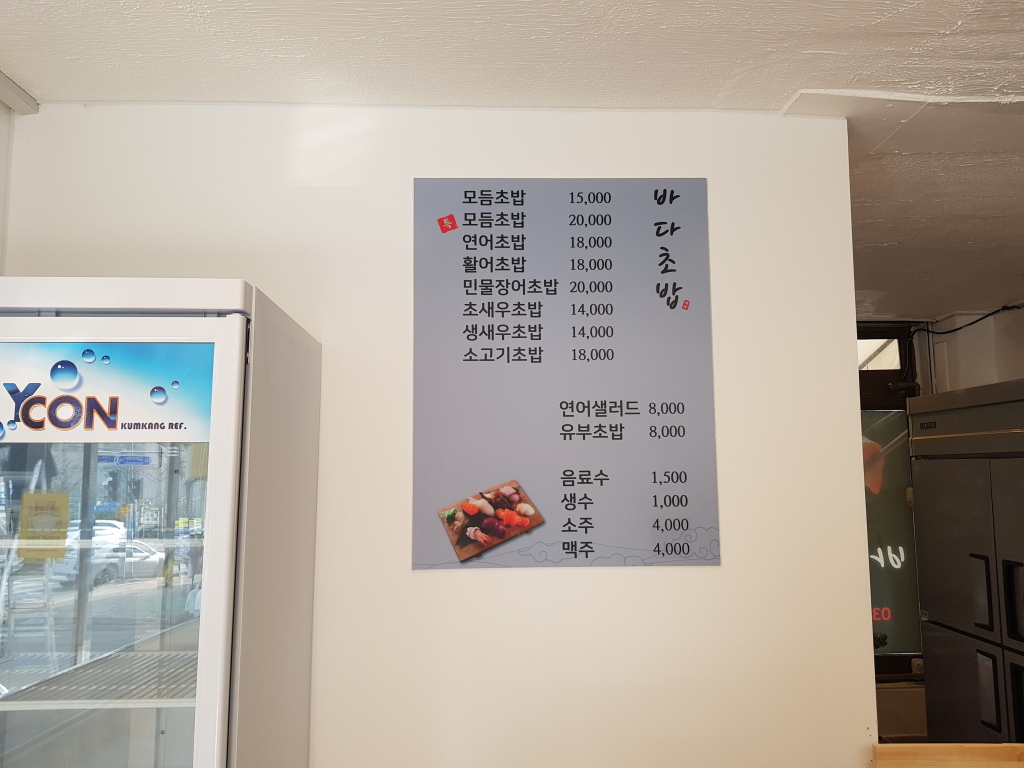 모듬초밥 15,000
특 모듬초밥 20,000
연어초밥 18,000
활어초밥 18,000
민물장어초밥 20,000
초새우초밥 14,000
생새우초밥 14,000
소고기초밥 18,000
바다초밥
연어샐러드 8,000
유부초밥 8,000
음료수 1,500
생수 1,000
소주 4,000
맥주 4,000
YCON
KUMKANG REF.
03